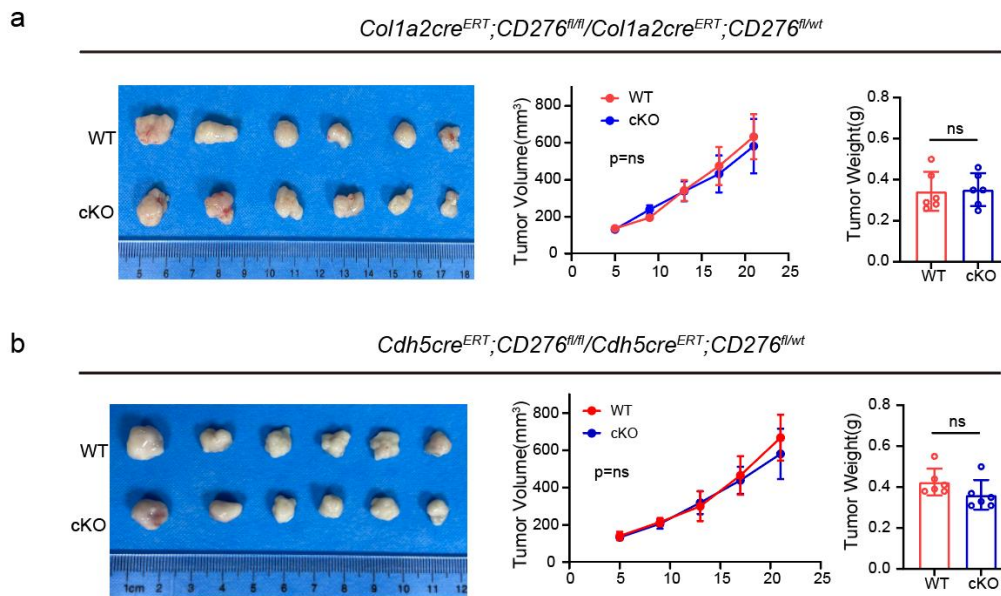 a
Col1a2cre^ERT;CD276^fl/fl/Col1a2cre^ERT;CD276^fl/wt
WT
cKO
5 6 7 8 9 10 11 12 13 14 15 16 17 18
Tumor Volume(mm³)
800
600
400
200
0
0 5 10 15 20 25
WT
cKO
p=ns
Tumor Weight(g)
0.8
0.6
0.4
0.2
0.0
ns
WT cKO
b
Cdh5cre^ERT;CD276^fl/fl/Cdh5cre^ERT;CD276^fl/wt
WT
cKO
1cm 2 3 4 5 6 7 8 9 10 11 12
Tumor Volume(mm³)
800
600
400
200
0
0 5 10 15 20 25
WT
cKO
p=ns
Tumor Weight(g)
0.8
0.6
0.4
0.2
0.0
ns
WT cKO